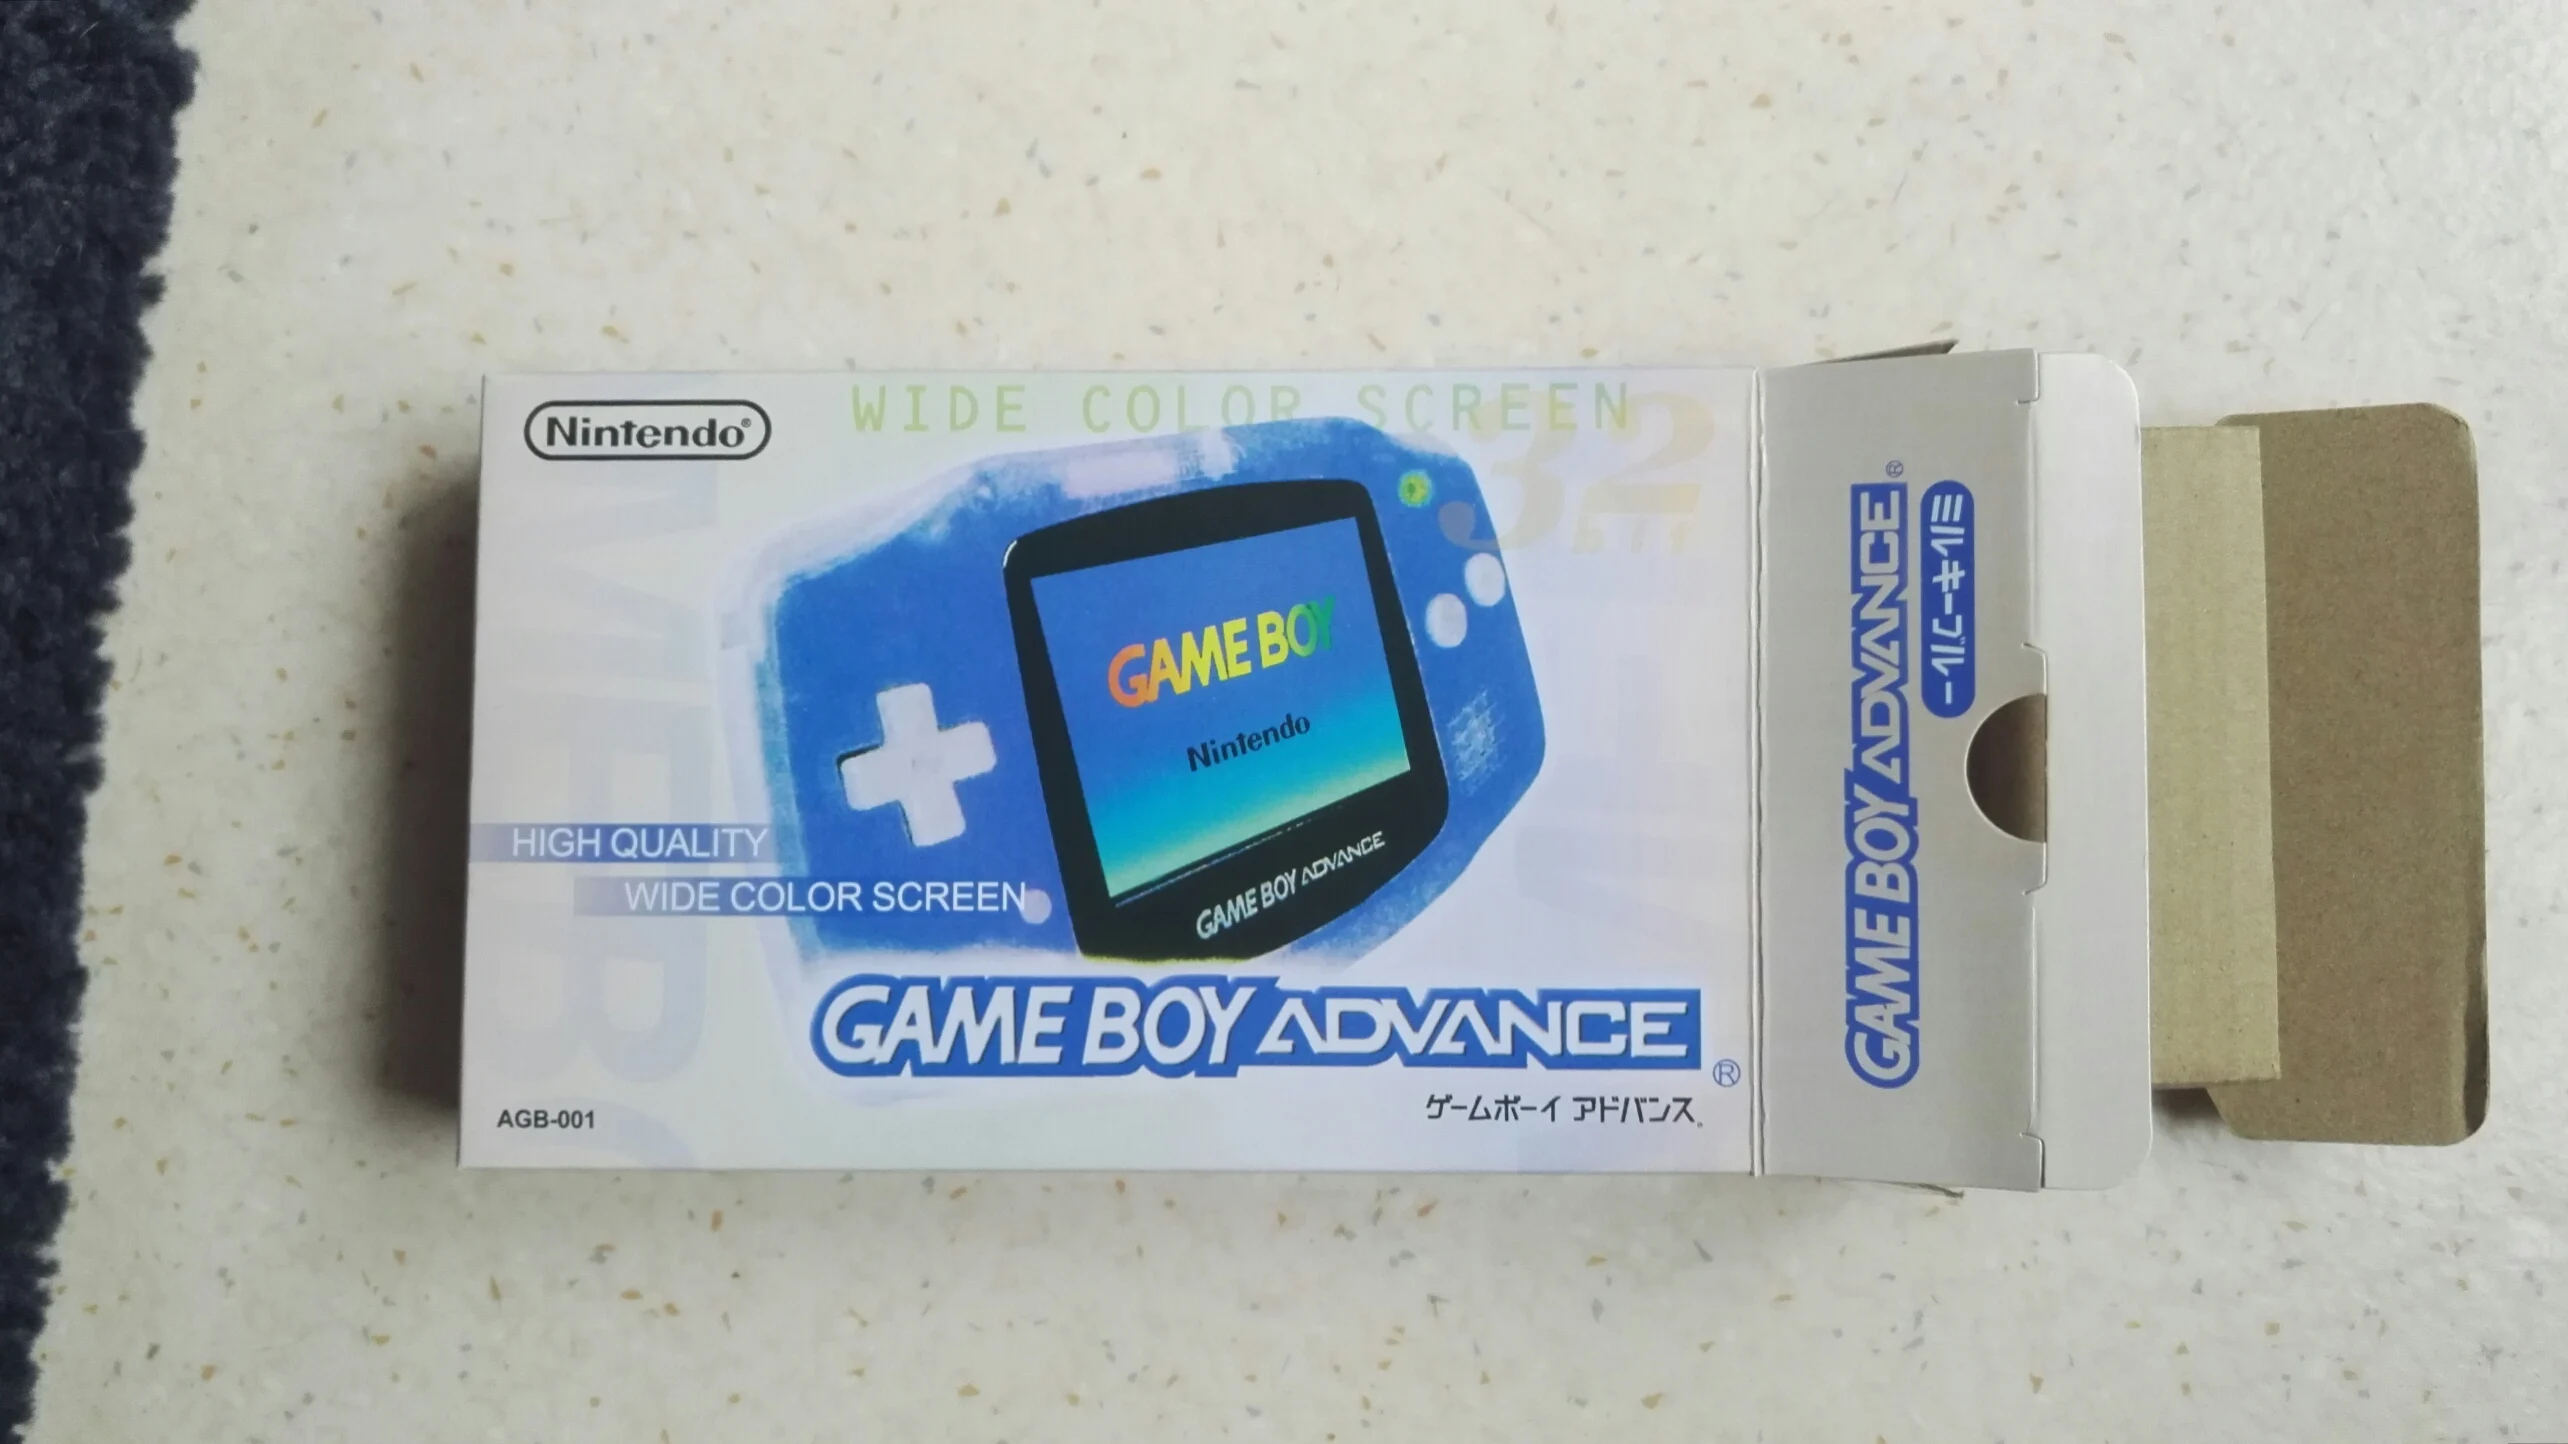 Nintendo®
WIDE COLOR SCREEN
32
bit
GAME BOY
Nintendo
GAME BOY ADVANCE
HIGH QUALITY
WIDE COLOR SCREEN
GAME BOY ADVANCE®
ゲームボーイ アドバンス。
AGB-001
GAME BOY ADVANCE®
ミルキーブルー